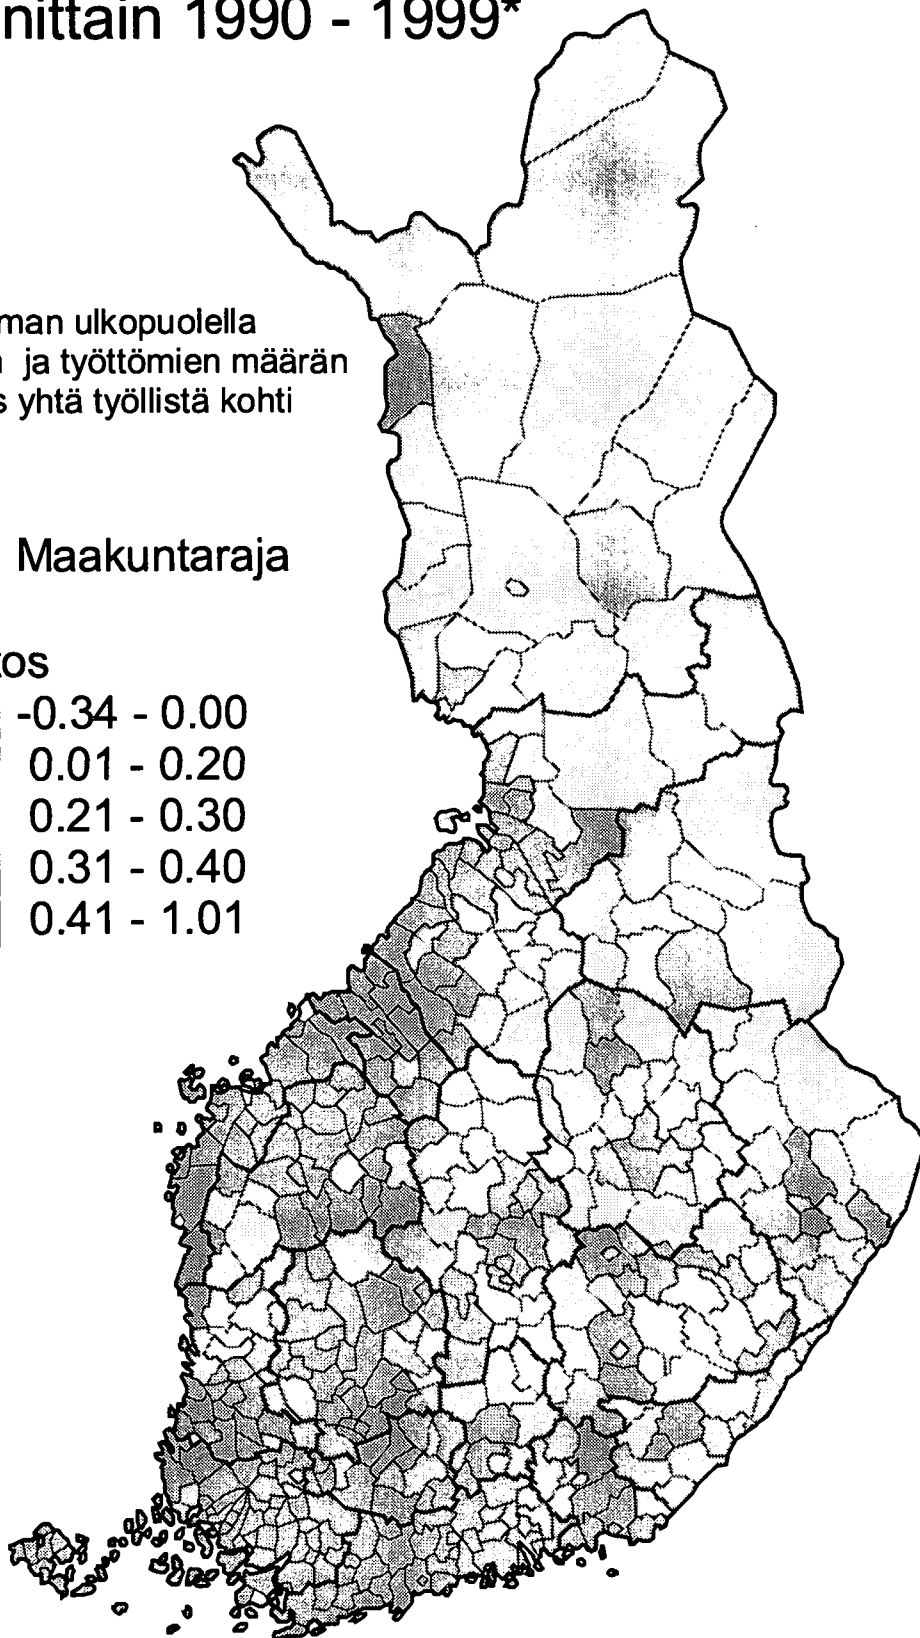 nittain 1990 - 1999*
man ulkopuolella
ja työttömien määrän
s yhtä työllistä kohti
Maakuntaraja
tos
-0.34 - 0.00
0.01 - 0.20
0.21 - 0.30
0.31 - 0.40
0.41 - 1.01